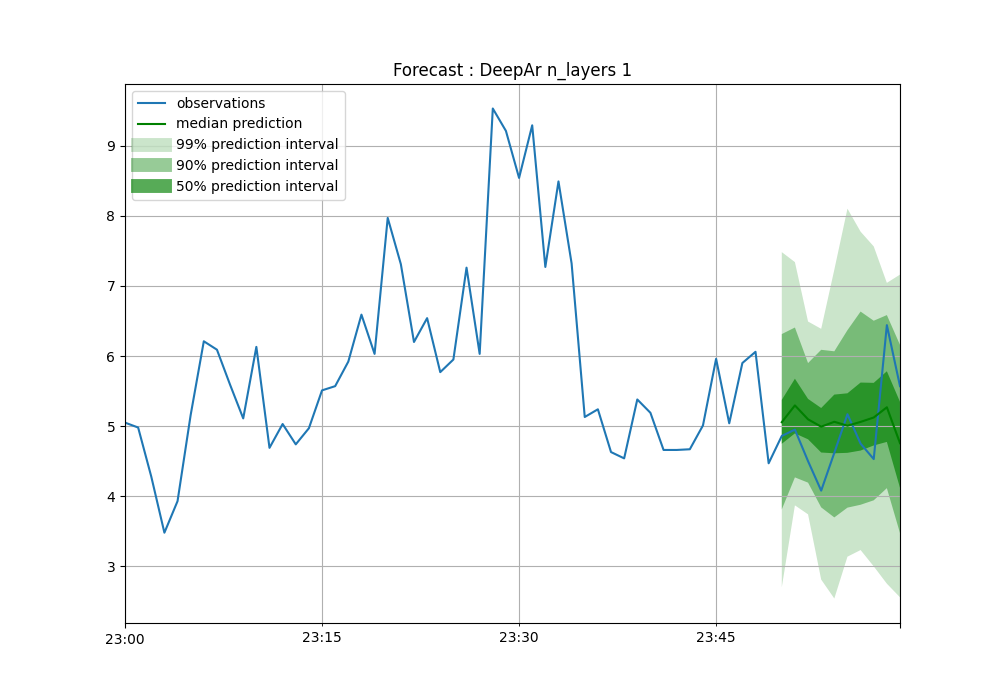 Forecast : DeepAr n_layers 1
observations
median prediction
99% prediction interval
90% prediction interval
50% prediction interval
9
8
7
6
5
4
3
23:00
23:15
23:30
23:45